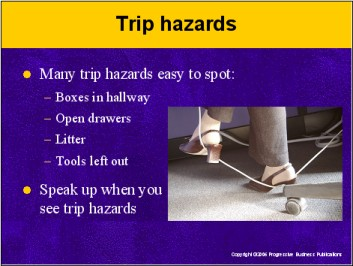 Trip hazards
Many trip hazards easy to spot:
– Boxes in hallway
– Open drawers
– Litter
– Tools left out
Speak up when you
see trip hazards
Copyright ©2004 Progressive Business Publications